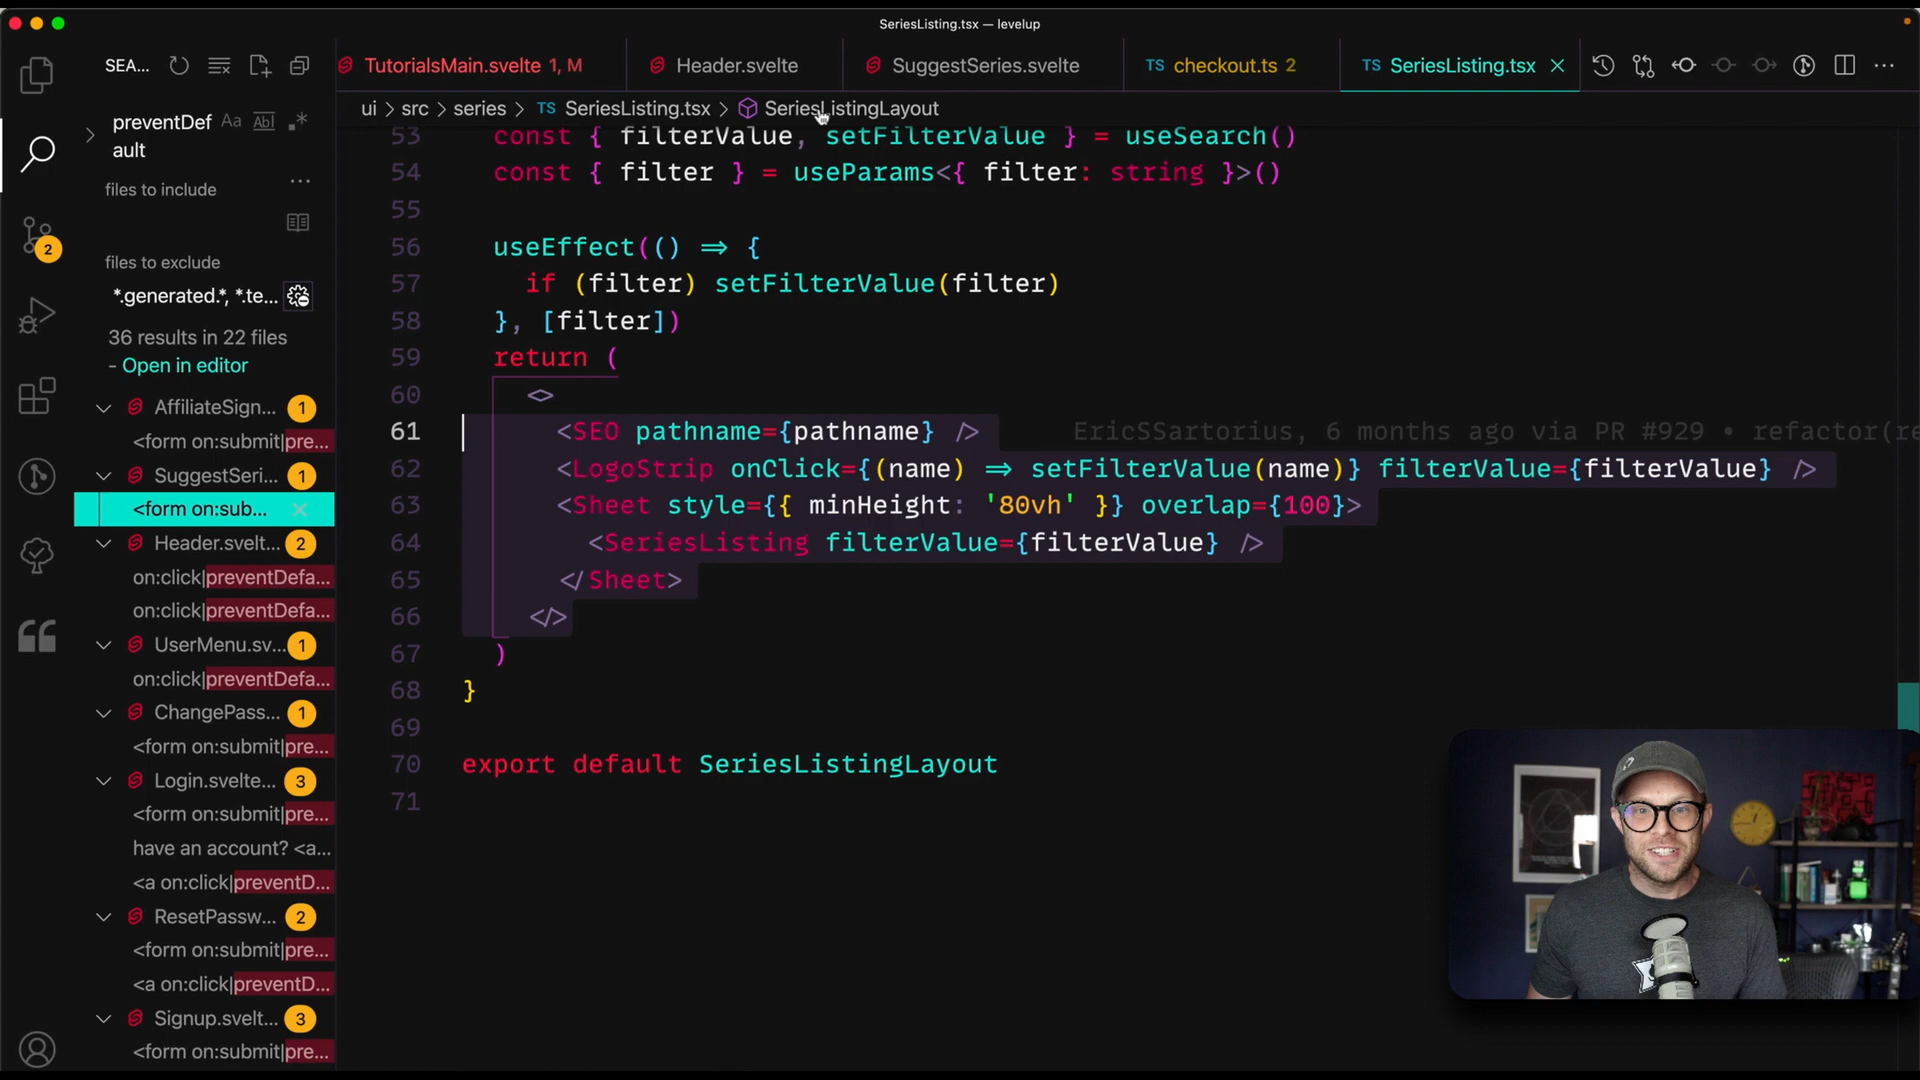 SeriesListing.tsx — levelup
SEA...
TutorialsMain.svelte 1, M
Header.svelte
SuggestSeries.svelte
TS checkout.ts 2
TS SeriesListing.tsx
preventDef
ault
Aa Abl
files to include
...
files to exclude
*.generated.*, *.te...
36 results in 22 files
- Open in editor
AffiliateSign... 1
<form on:submit|pre...
SuggestSeri... 1
<form on:sub...
Header.svelt... 2
on:click|preventDefa...
on:click|preventDefa...
UserMenu.sv... 1
on:click|preventDefa...
ChangePass... 1
<form on:submit|pre...
Login.svelte... 3
<form on:submit|pre...
have an account? <a...
<a on:click|preventD...
ResetPassw... 2
<form on:submit|pre...
<a on:click|preventD...
Signup.svelt... 3
<form on:submit|pre...
2
ui > src > series > TS SeriesListing.tsx > SeriesListingLayout
53 const { filterValue, setFilterValue } = useSearch()
54 const { filter } = useParams<{ filter: string }>()
55
56 useEffect(() => {
57 if (filter) setFilterValue(filter)
58 }, [filter])
59 return (
60 <>
61 <SEO pathname={pathname} /> EricSSartorius, 6 months ago via PR #929 • refactor(re
62 <LogoStrip onClick={(name) => setFilterValue(name)} filterValue={filterValue} />
63 <Sheet style={{ minHeight: '80vh' }} overlap={100}>
64 <SeriesListing filterValue={filterValue} />
65 </Sheet>
66 </>
67 )
68 }
69
70 export default SeriesListingLayout
71